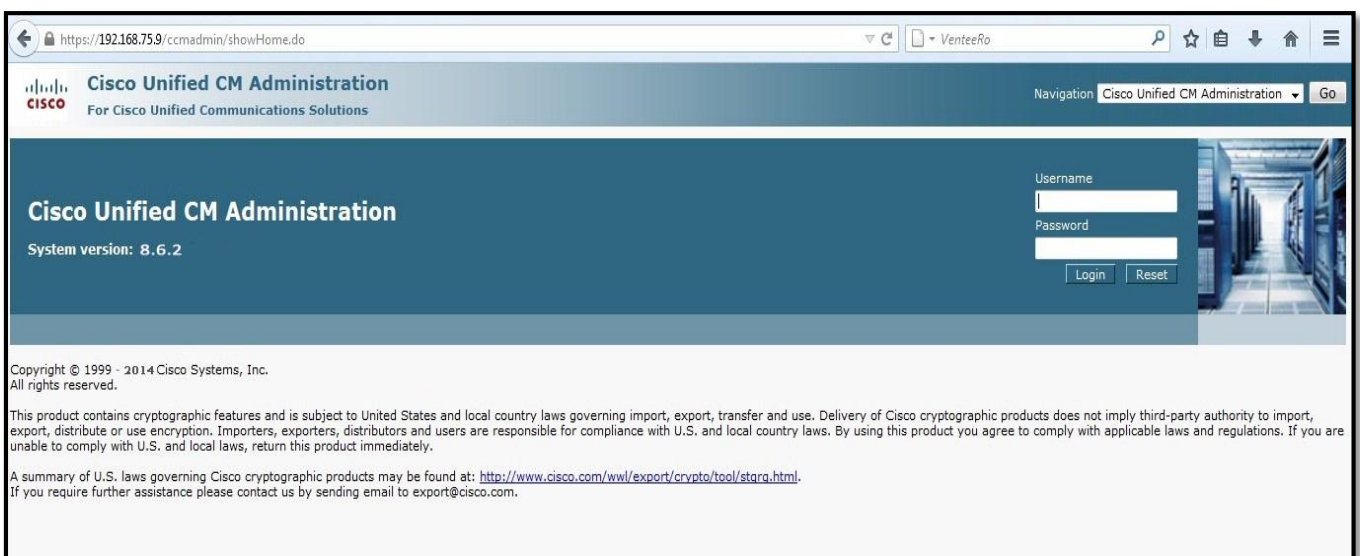 https://192.168.75.9/ccmadmin/showHome.do
VenteeRo
CISCO
Cisco Unified CM Administration
For Cisco Unified Communications Solutions
Navigation Cisco Unified CM Administration Go
Cisco Unified CM Administration
System version: 8.6.2
Username
Password
Login Reset
Copyright © 1999 - 2014 Cisco Systems, Inc.
All rights reserved.
This product contains cryptographic features and is subject to United States and local country laws governing import, export, transfer and use. Delivery of Cisco cryptographic products does not imply third-party authority to import,
export, distribute or use encryption. Importers, exporters, distributors and users are responsible for compliance with U.S. and local country laws. By using this product you agree to comply with applicable laws and regulations. If you are
unable to comply with U.S. and local laws, return this product immediately.
A summary of U.S. laws governing Cisco cryptographic products may be found at: http://www.cisco.com/wwl/export/crypto/tool/stqrg.html.
If you require further assistance please contact us by sending email to export@cisco.com.